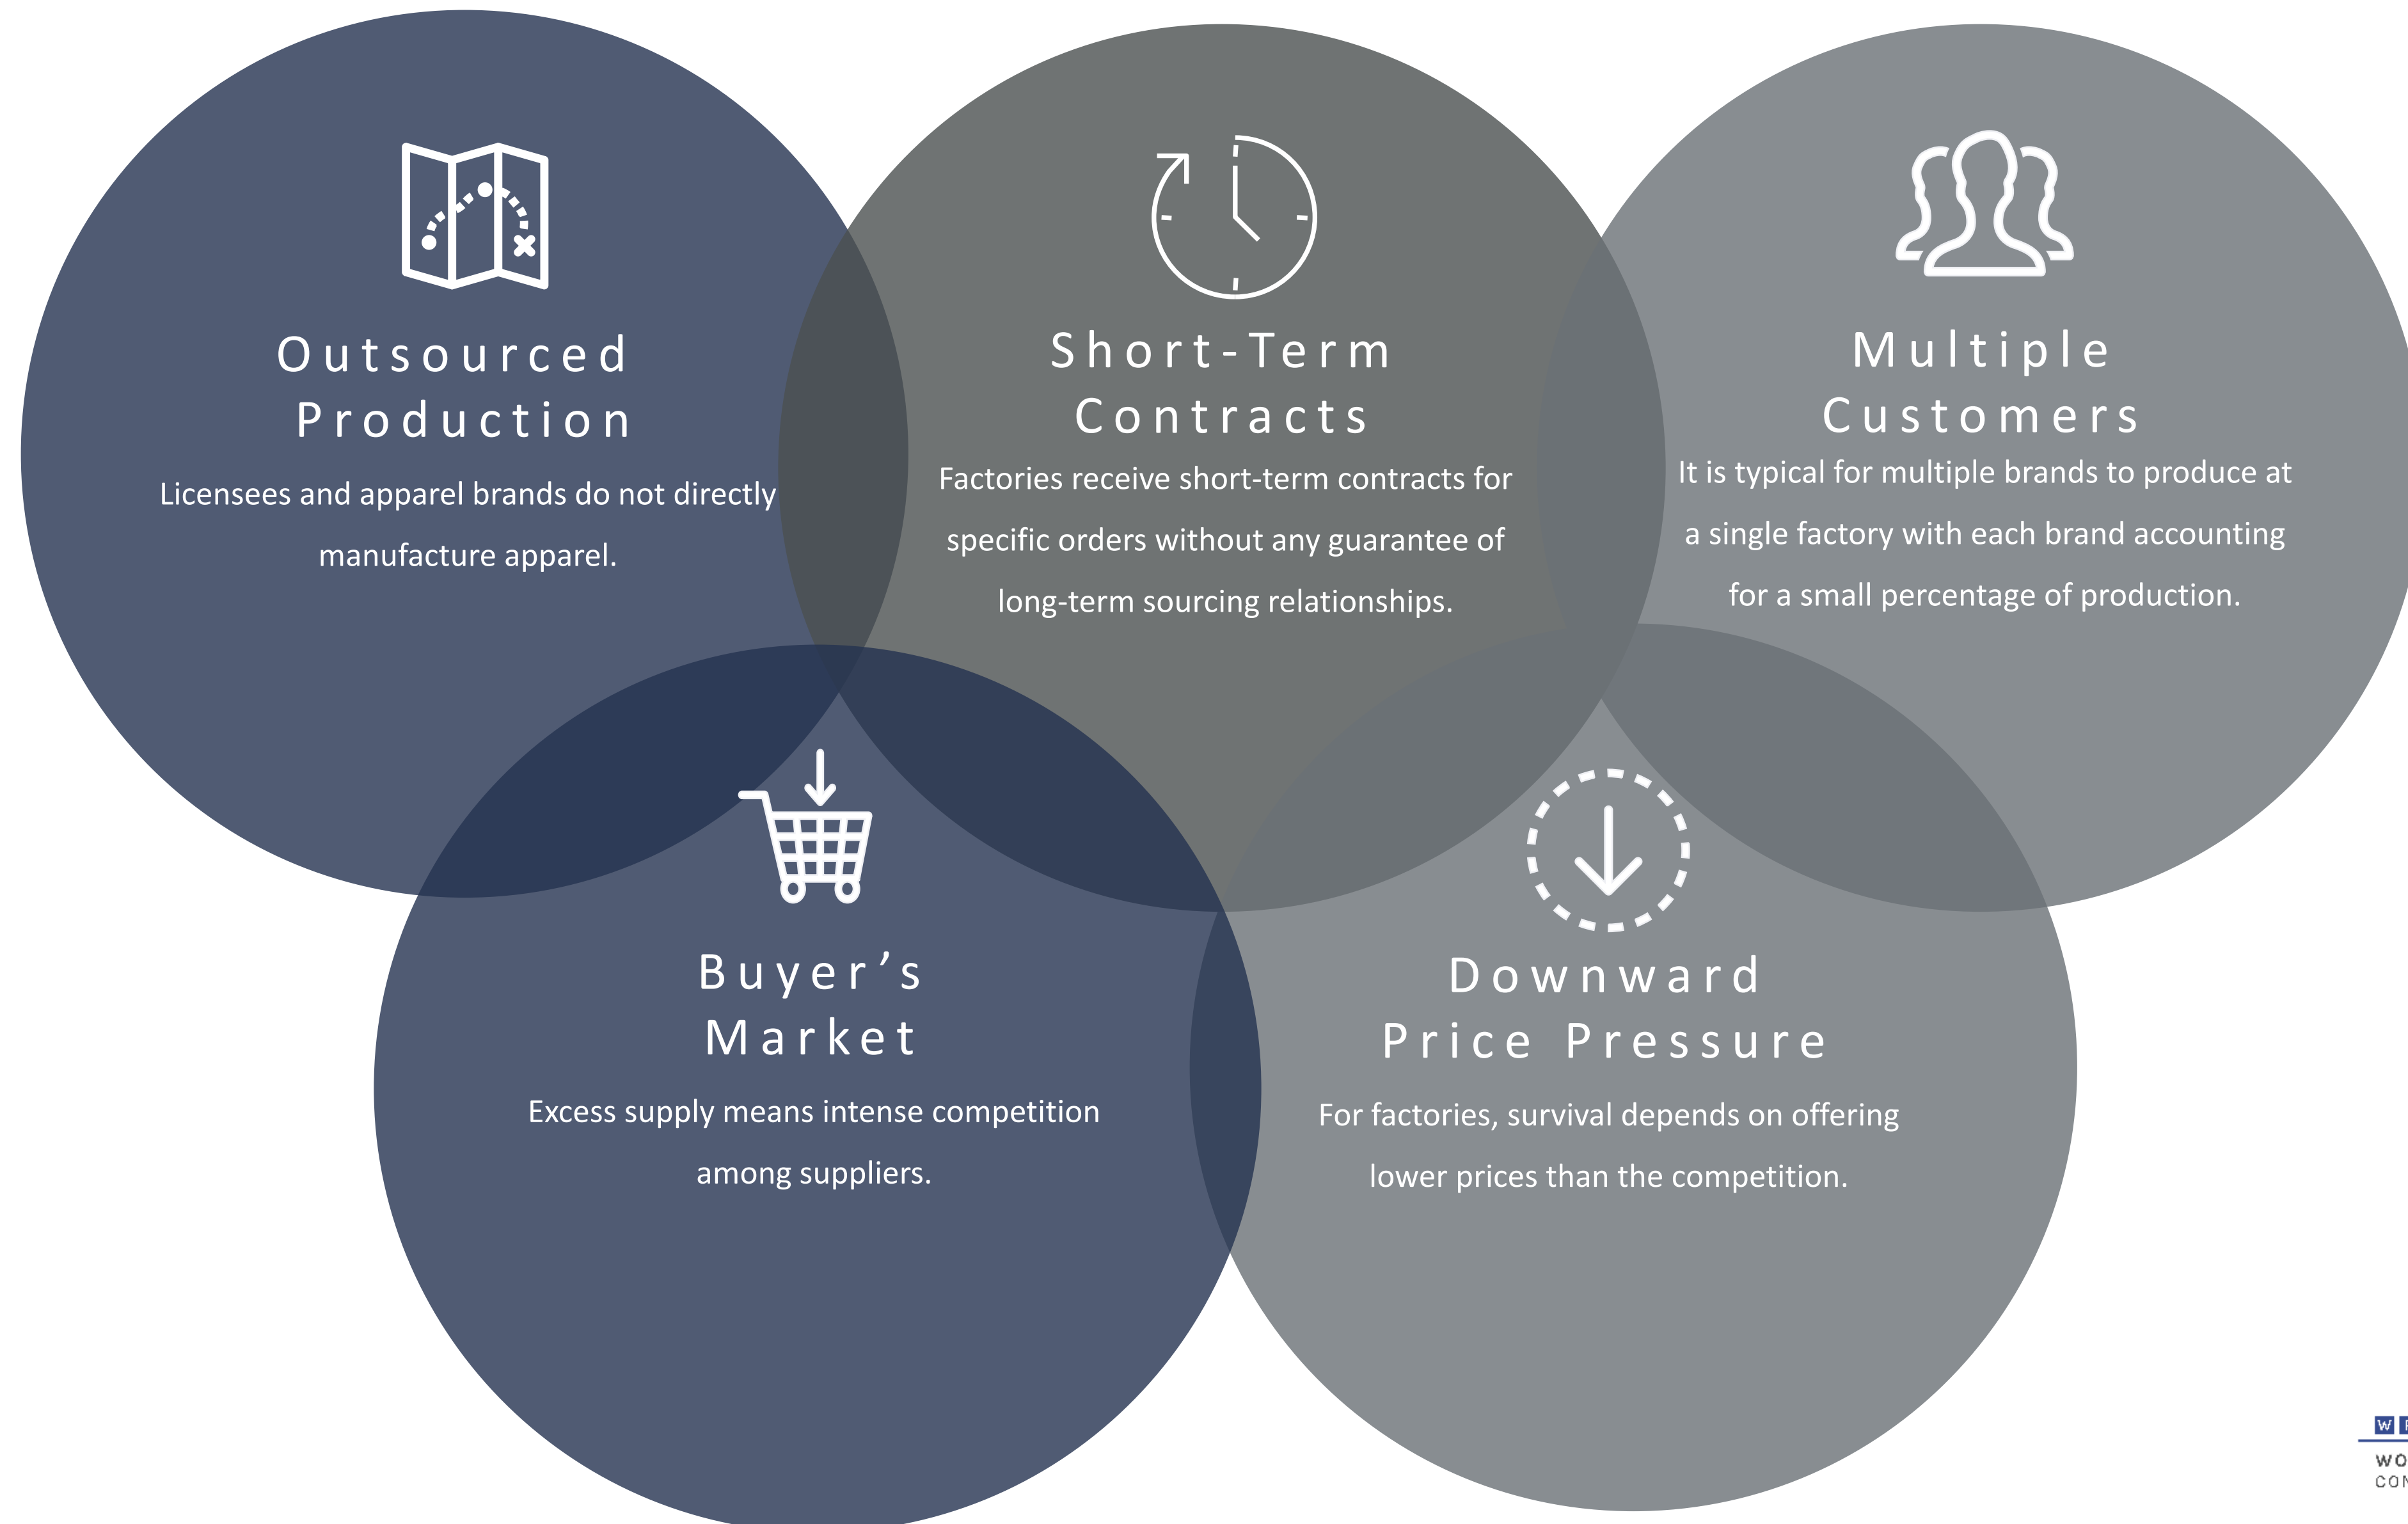 Outsourced
Production
Licensees and apparel brands do not directly
manufacture apparel.
Short-Term
Contracts
Factories receive short-term contracts for
specific orders without any guarantee of
long-term sourcing relationships.
Multiple
Customers
It is typical for multiple brands to produce at
a single factory with each brand accounting
for a small percentage of production.
Buyer’s
Market
Excess supply means intense competition
among suppliers.
Downward
Price Pressure
For factories, survival depends on offering
lower prices than the competition.
W
WO
CON